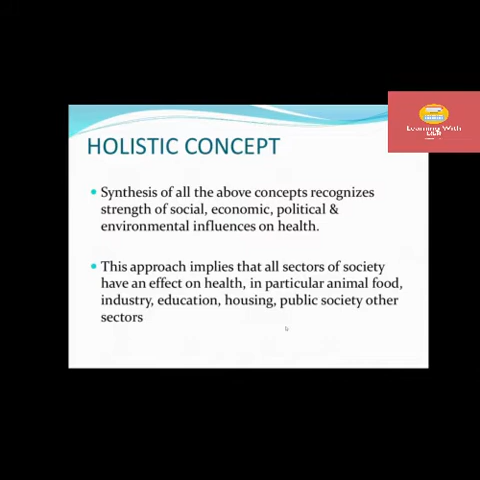 HOLISTIC CONCEPT
Learning With
Synthesis of all the above concepts recognizes
strength of social, economic, political &
environmental influences on health.
This approach implies that all sectors of society
have an effect on health, in particular animal food,
industry, education, housing, public society other
sectors